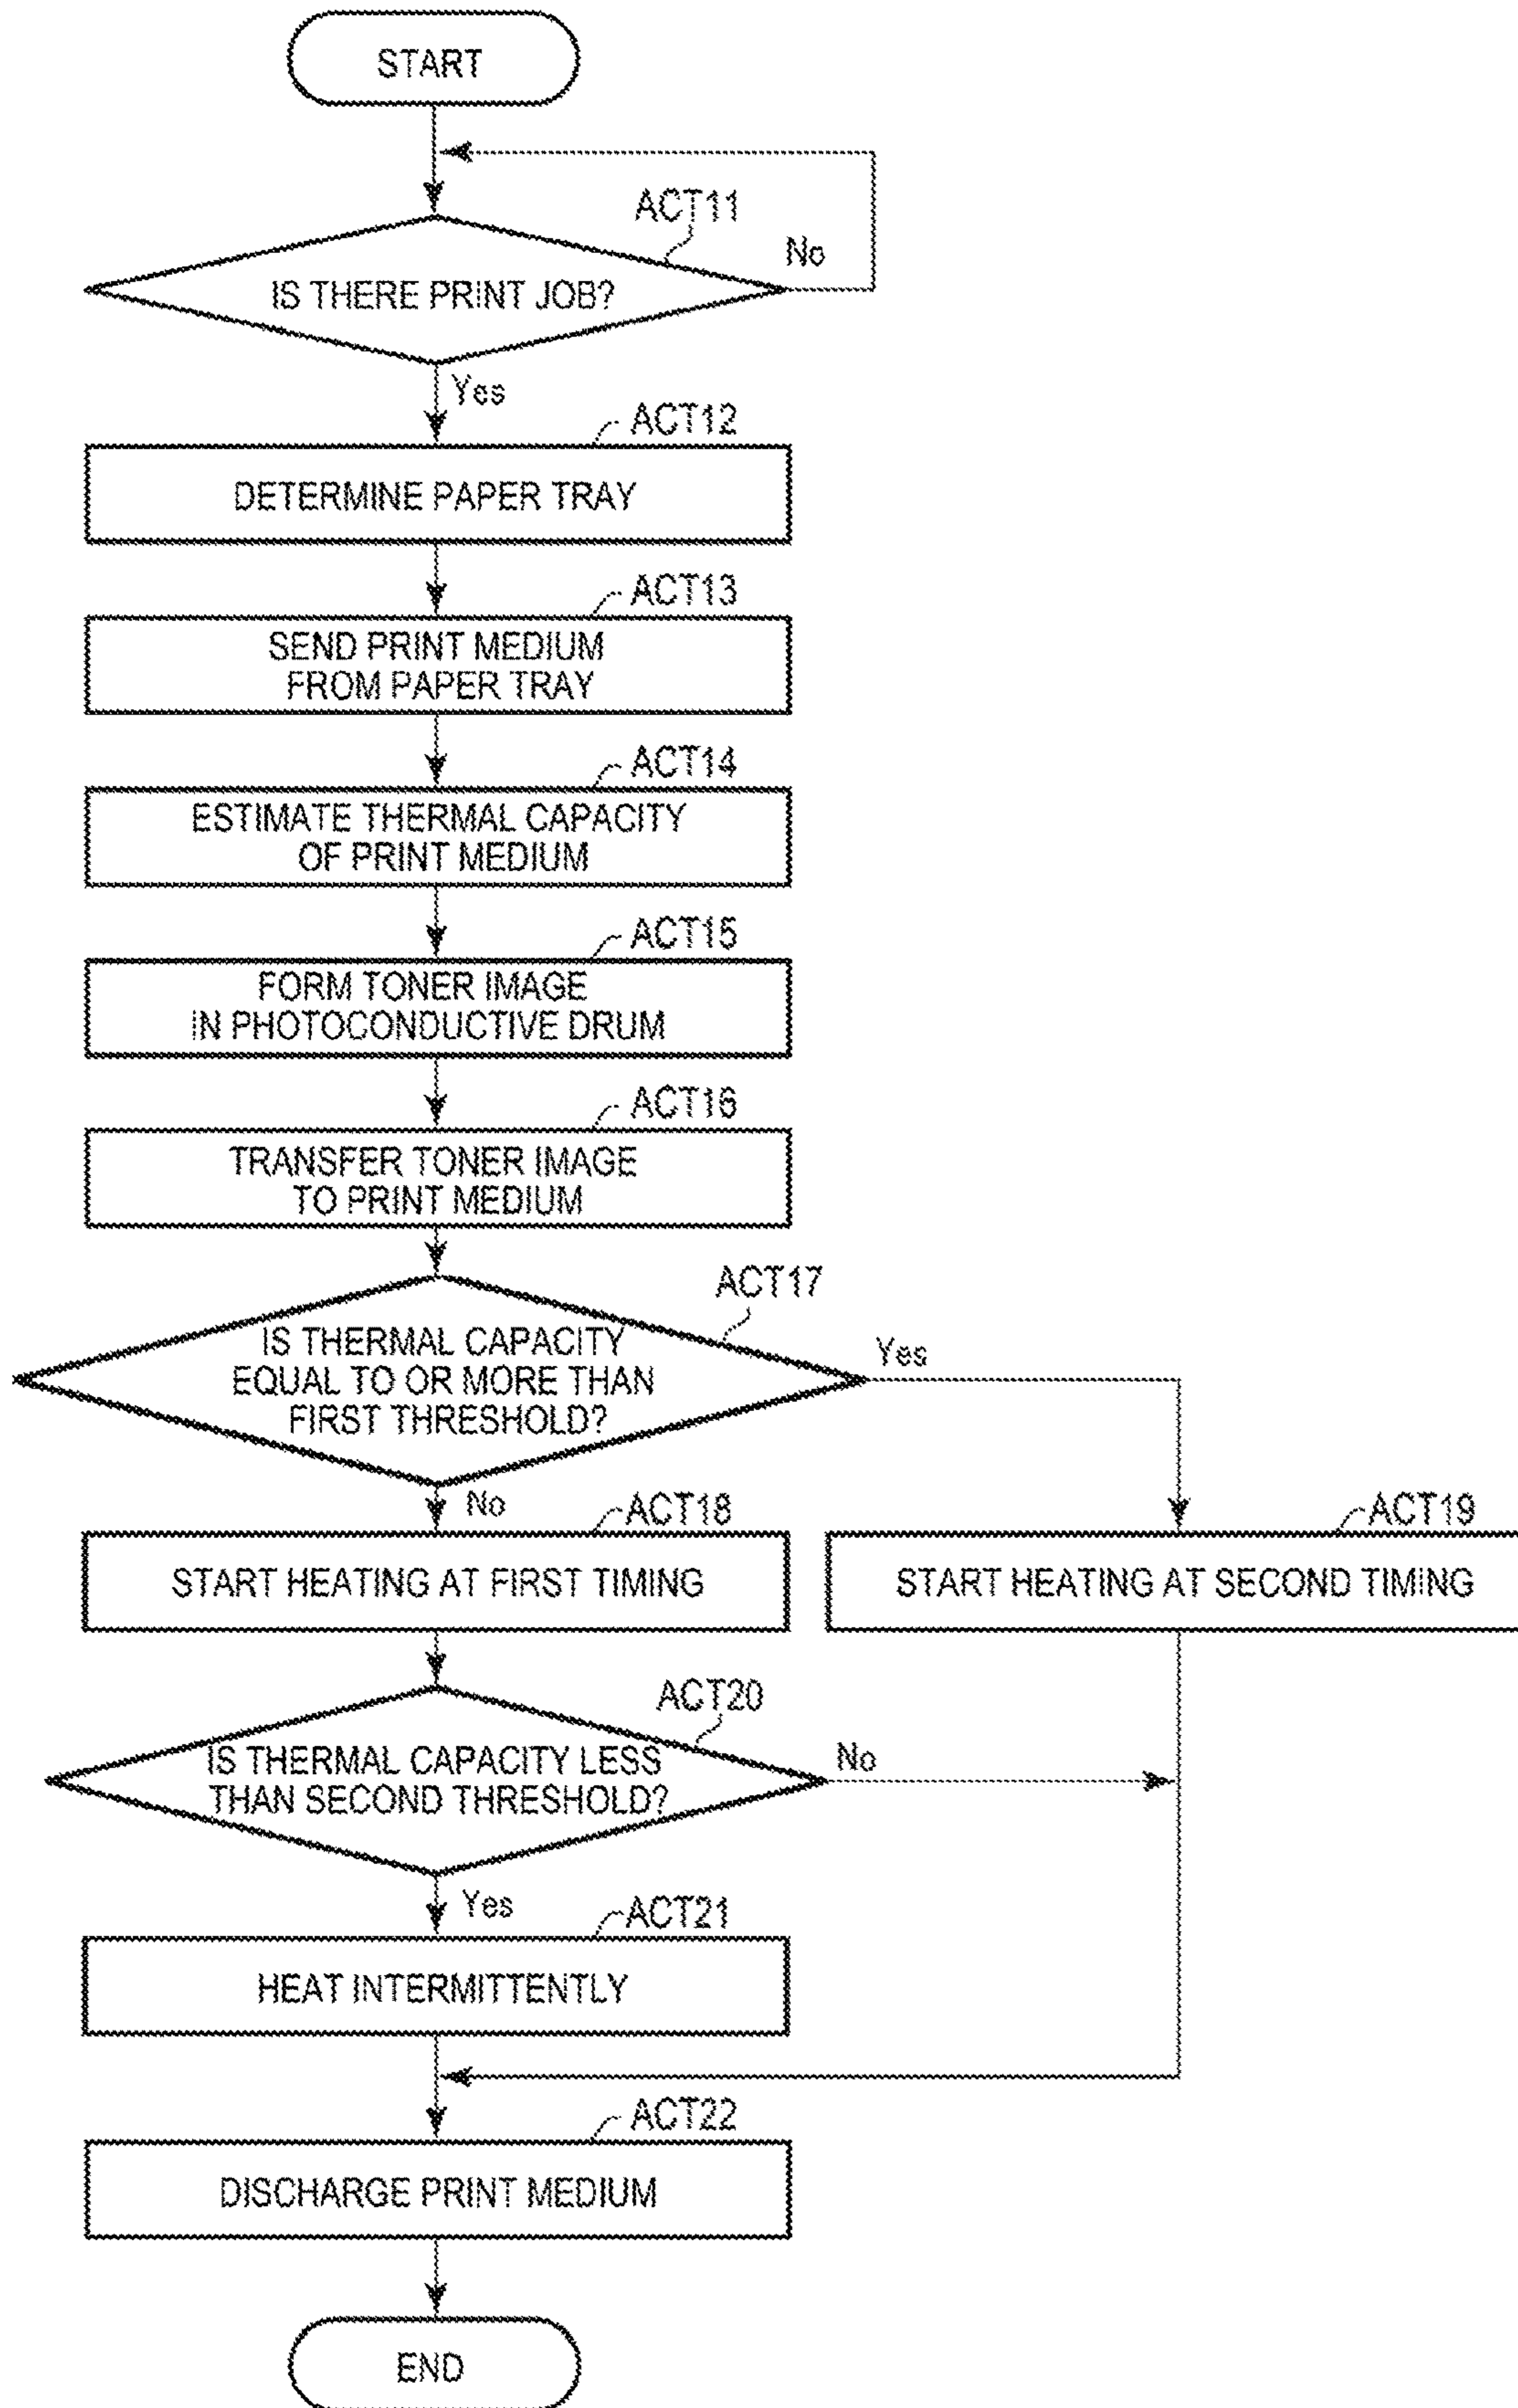 START
ACT11
No
IS THERE PRINT JOB?
Yes
ACT12
DETERMINE PAPER TRAY
ACT13
SEND PRINT MEDIUM
FROM PAPER TRAY
ACT14
ESTIMATE THERMAL CAPACITY
OF PRINT MEDIUM
ACT15
FORM TONER IMAGE
IN PHOTOCONDUCTIVE DRUM
ACT16
TRANSFER TONER IMAGE
TO PRINT MEDIUM
ACT17
IS THERMAL CAPACITY
EQUAL TO OR MORE THAN
FIRST THRESHOLD?
Yes
No
ACT18
START HEATING AT FIRST TIMING
ACT19
START HEATING AT SECOND TIMING
ACT20
IS THERMAL CAPACITY LESS
THAN SECOND THRESHOLD?
No
Yes
ACT21
HEAT INTERMITTENTLY
ACT22
DISCHARGE PRINT MEDIUM
END